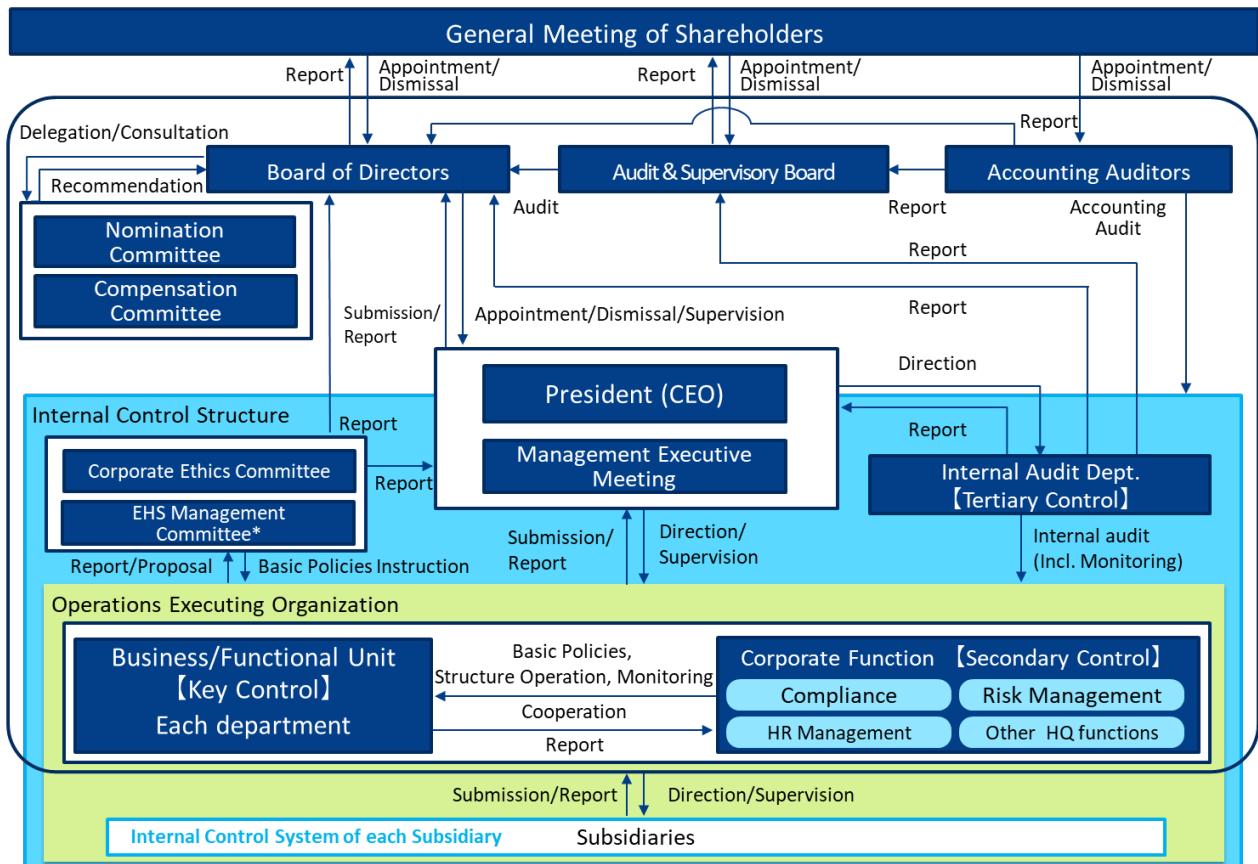 General Meeting of Shareholders
Report
Appointment/
Dismissal
Report
Appointment/
Dismissal
Appointment/
Dismissal
Delegation/Consultation
Report
Board of Directors
Audit & Supervisory Board
Accounting Auditors
Recommendation
Audit
Report
Accounting
Audit
Nomination
Committee
Report
Compensation
Committee
Submission/
Report
Appointment/Dismissal/Supervision
Report
Direction
President (CEO)
Internal Control Structure
Report
Report
Management Executive
Meeting
Corporate Ethics Committee
Report
Internal Audit Dept.
【Tertiary Control】
EHS Management
Committee*
Submission/
Report
Direction/
Supervision
Internal audit
(Incl. Monitoring)
Report/Proposal
Basic Policies Instruction
Operations Executing Organization
Business/Functional Unit
【Key Control】
Each department
Basic Policies,
Structure Operation, Monitoring
Cooperation
Report
Corporate Function 【Secondary Control】
Compliance
Risk Management
HR Management
Other HQ functions
Submission/Report
Direction/Supervision
Internal Control System of each Subsidiary
Subsidiaries